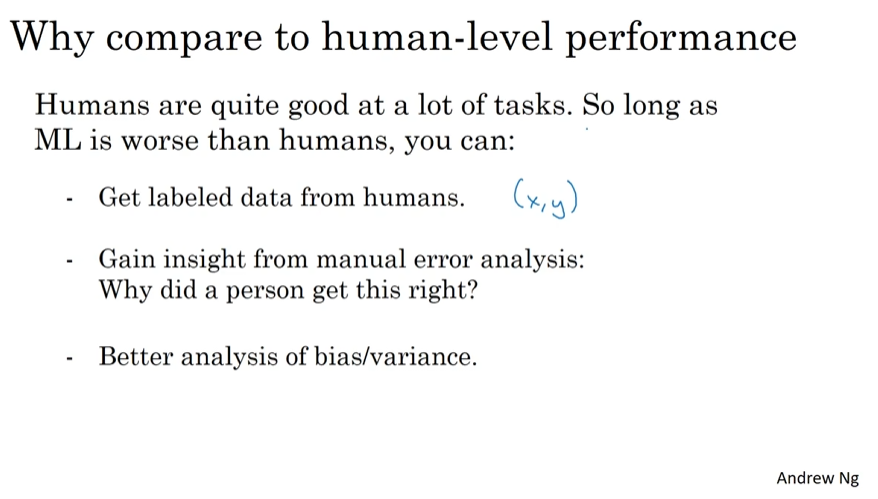 Why compare to human-level performance
Humans are quite good at a lot of tasks. So long as
ML is worse than humans, you can:
- Get labeled data from humans. (x,y)
- Gain insight from manual error analysis:
Why did a person get this right?
- Better analysis of bias/variance.
Andrew Ng